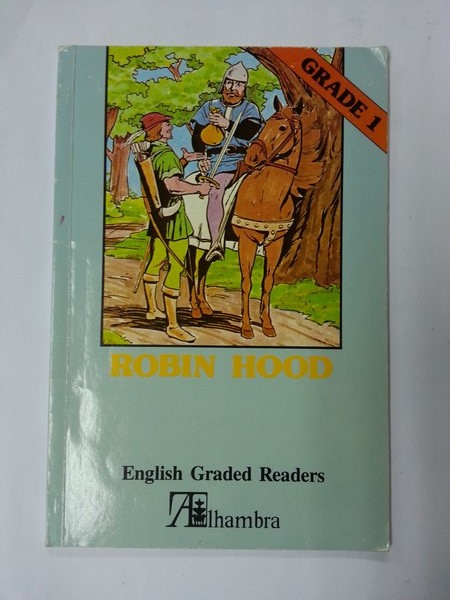 GRADE 1
ROBIN HOOD
English Graded Readers
Alhambra